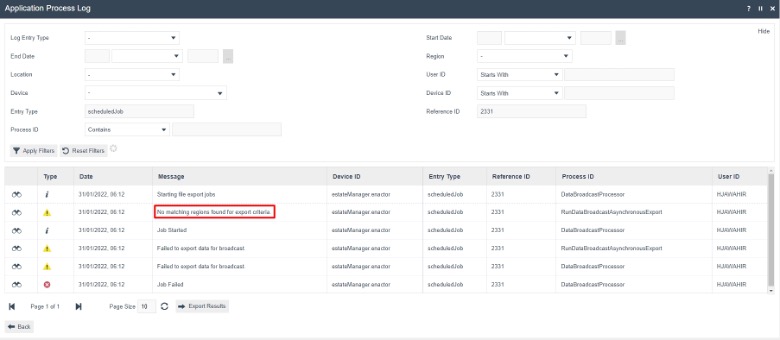 Application Process Log ? II ×
Hide
Log Entry Type - Start Date ...
End Date ... Region -
Location - User ID Starts With
Device - Device ID Starts With
Entry Type scheduledJob Reference ID 2331
Process ID Contains
Apply Filters Reset Filters
Type Date Message Device ID Entry Type Reference ID Process ID User ID
i 31/01/2022, 06:12 Starting file export jobs estateManager.enactor scheduledJob 2331 DataBroadcastProcessor HJAWAHIR
31/01/2022, 06:12 No matching regions found for export criteria estateManager.enactor scheduledJob 2331 RunDataBroadcastAsynchronousExport HJAWAHIR
i 31/01/2022, 06:12 Job Started estateManager.enactor scheduledJob 2331 DataBroadcastProcessor HJAWAHIR
31/01/2022, 06:12 Failed to export data for broadcast estateManager.enactor scheduledJob 2331 RunDataBroadcastAsynchronousExport HJAWAHIR
31/01/2022, 06:12 Failed to export data for broadcast estateManager.enactor scheduledJob 2331 DataBroadcastProcessor HJAWAHIR
31/01/2022, 06:12 Job Failed estateManager.enactor scheduledJob 2331 DataBroadcastProcessor HJAWAHIR
Page 1 of 1 Page Size 10 Export Results
Back